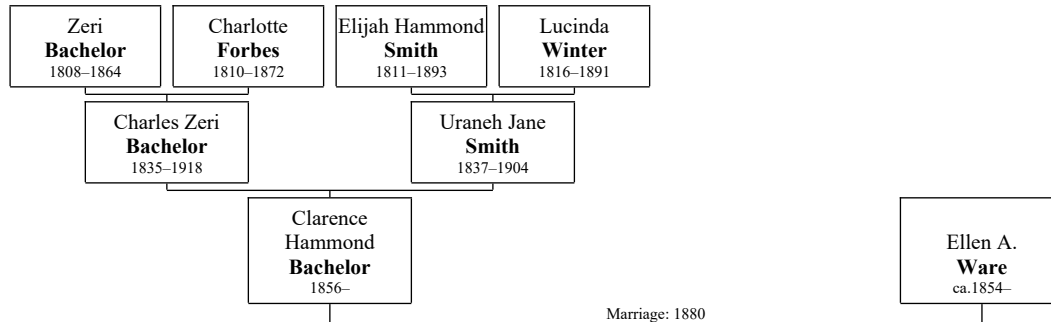 Zeri
Bachelor
1808–1864
Charlotte
Forbes
1810–1872
Elijah Hammond
Smith
1811–1893
Lucinda
Winter
1816–1891
Charles Zeri
Bachelor
1835–1918
Uraneh Jane
Smith
1837–1904
Clarence
Hammond
Bachelor
1856–
Ellen A.
Ware
ca.1854–
Marriage: 1880